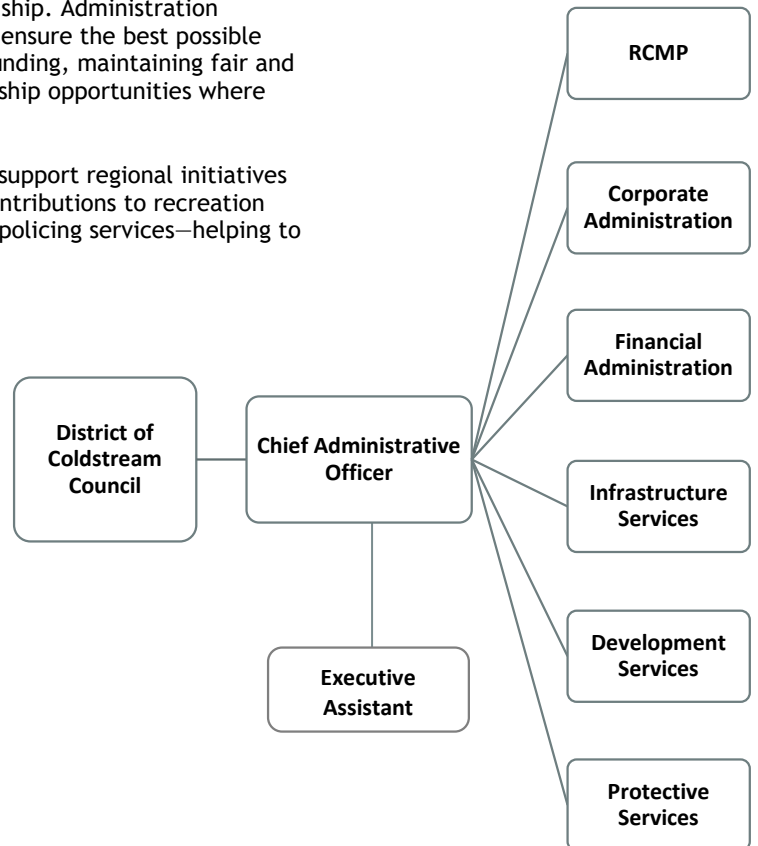 ship. Administration
ensure the best possible
unding, maintaining fair and
ship opportunities where
support regional initiatives
ntributions to recreation
policing services—helping to
RCMP
Corporate
Administration
Financial
Administration
District of
Coldstream
Council
Chief Administrative
Officer
Infrastructure
Services
Executive
Assistant
Development
Services
Protective
Services